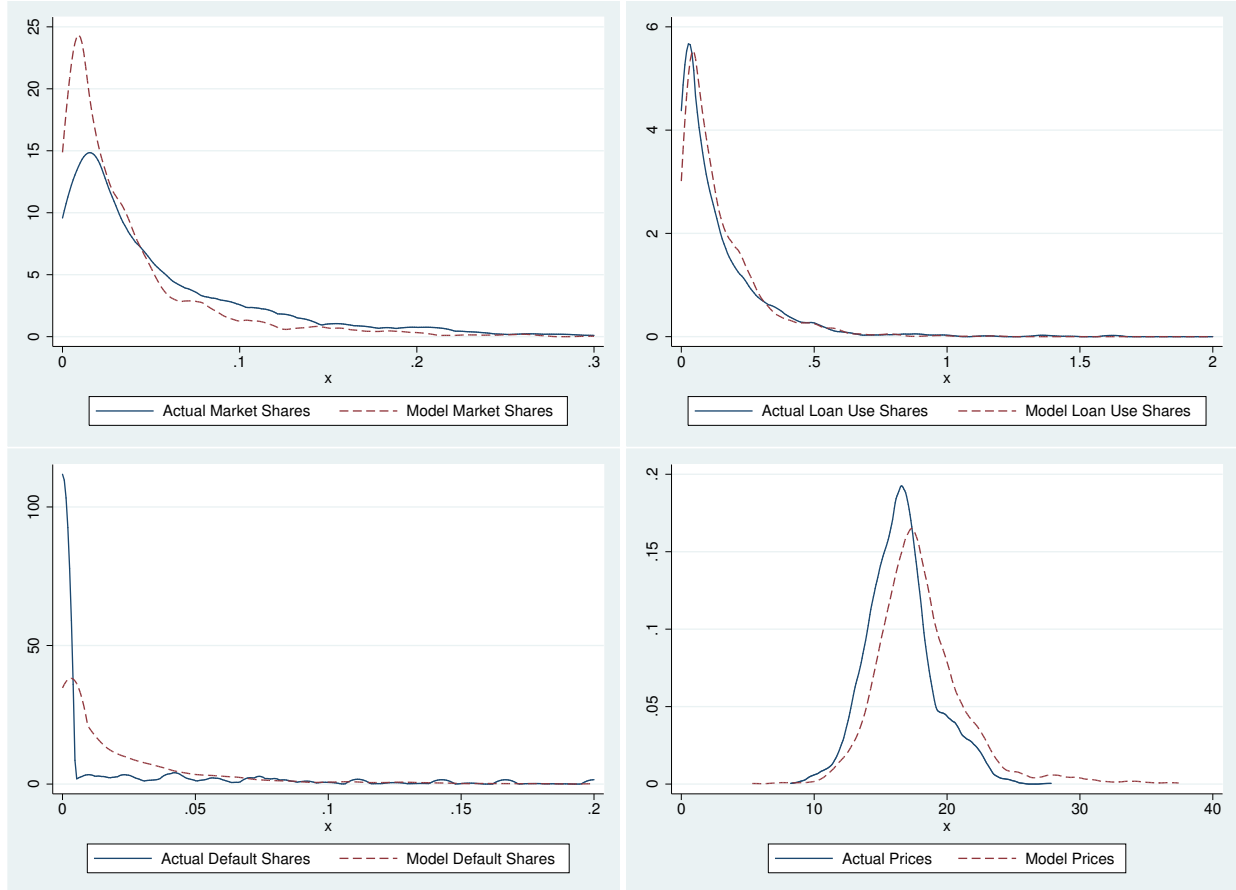 25
20
15
10
5
0
0 .1 .2 .3
x
Actual Market Shares Model Market Shares
6
4
2
0
0 .5 1 1.5 2
x
Actual Loan Use Shares Model Loan Use Shares
100
50
0
0 .05 .1 .15 .2
x
Actual Default Shares Model Default Shares
.2
.15
.1
.05
0
0 10 20 30 40
x
Actual Prices Model Prices